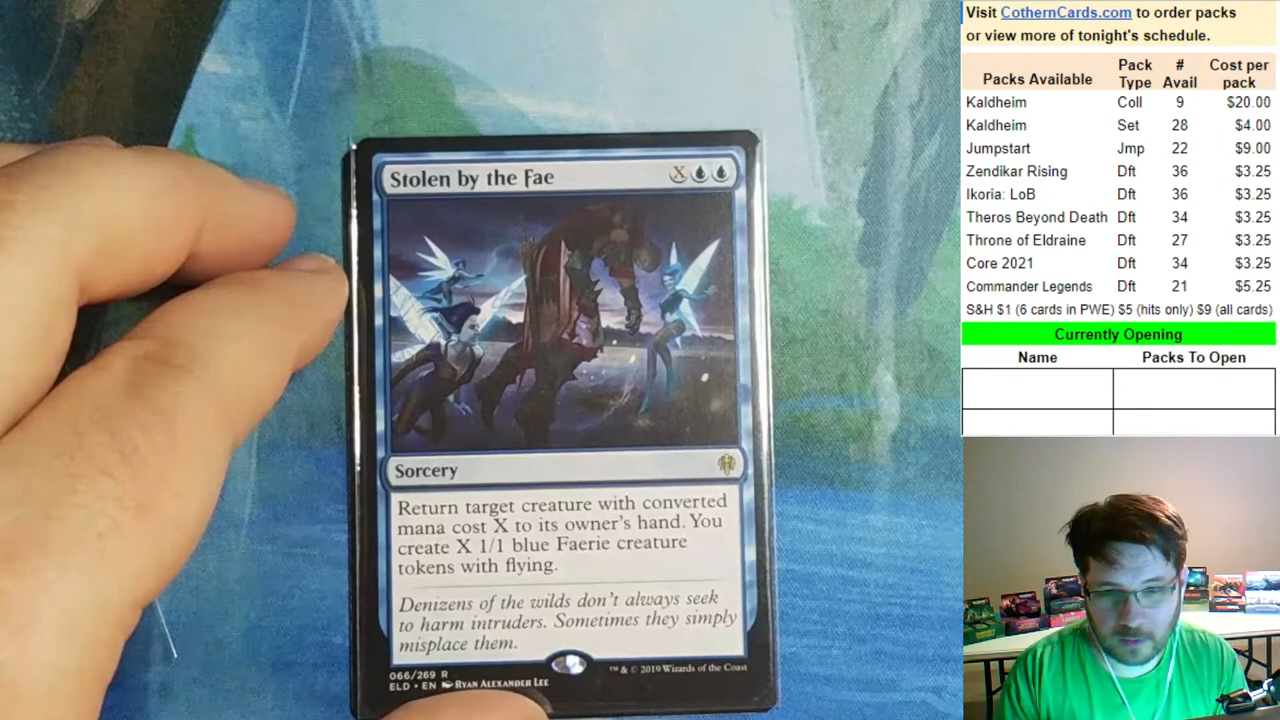 Stolen by the Fae X
Sorcery
Return target creature with converted
mana cost X to its owner's hand. You
create X 1/1 blue Faerie creature
tokens with flying.
Denizens of the wilds don't always seek
to harm intruders. Sometimes they simply
misplace them.
066/269 R
ELD • EN RYAN ALEXANDER LEE
™ & © 2019 Wizards of the Coast
Visit CothernCards.com to order packs
or view more of tonight's schedule.
Packs Available Pack Type # Avail Cost per pack
Kaldheim Coll 9 $20.00
Kaldheim Set 28 $4.00
Jumpstart Jmp 22 $9.00
Zendikar Rising Dft 36 $3.25
Ikoria: LoB Dft 36 $3.25
Theros Beyond Death Dft 34 $3.25
Throne of Eldraine Dft 27 $3.25
Core 2021 Dft 34 $3.25
Commander Legends Dft 21 $5.25
S&H $1 (6 cards in PWE) $5 (hits only) $9 (all cards)
Currently Opening
Name Packs To Open